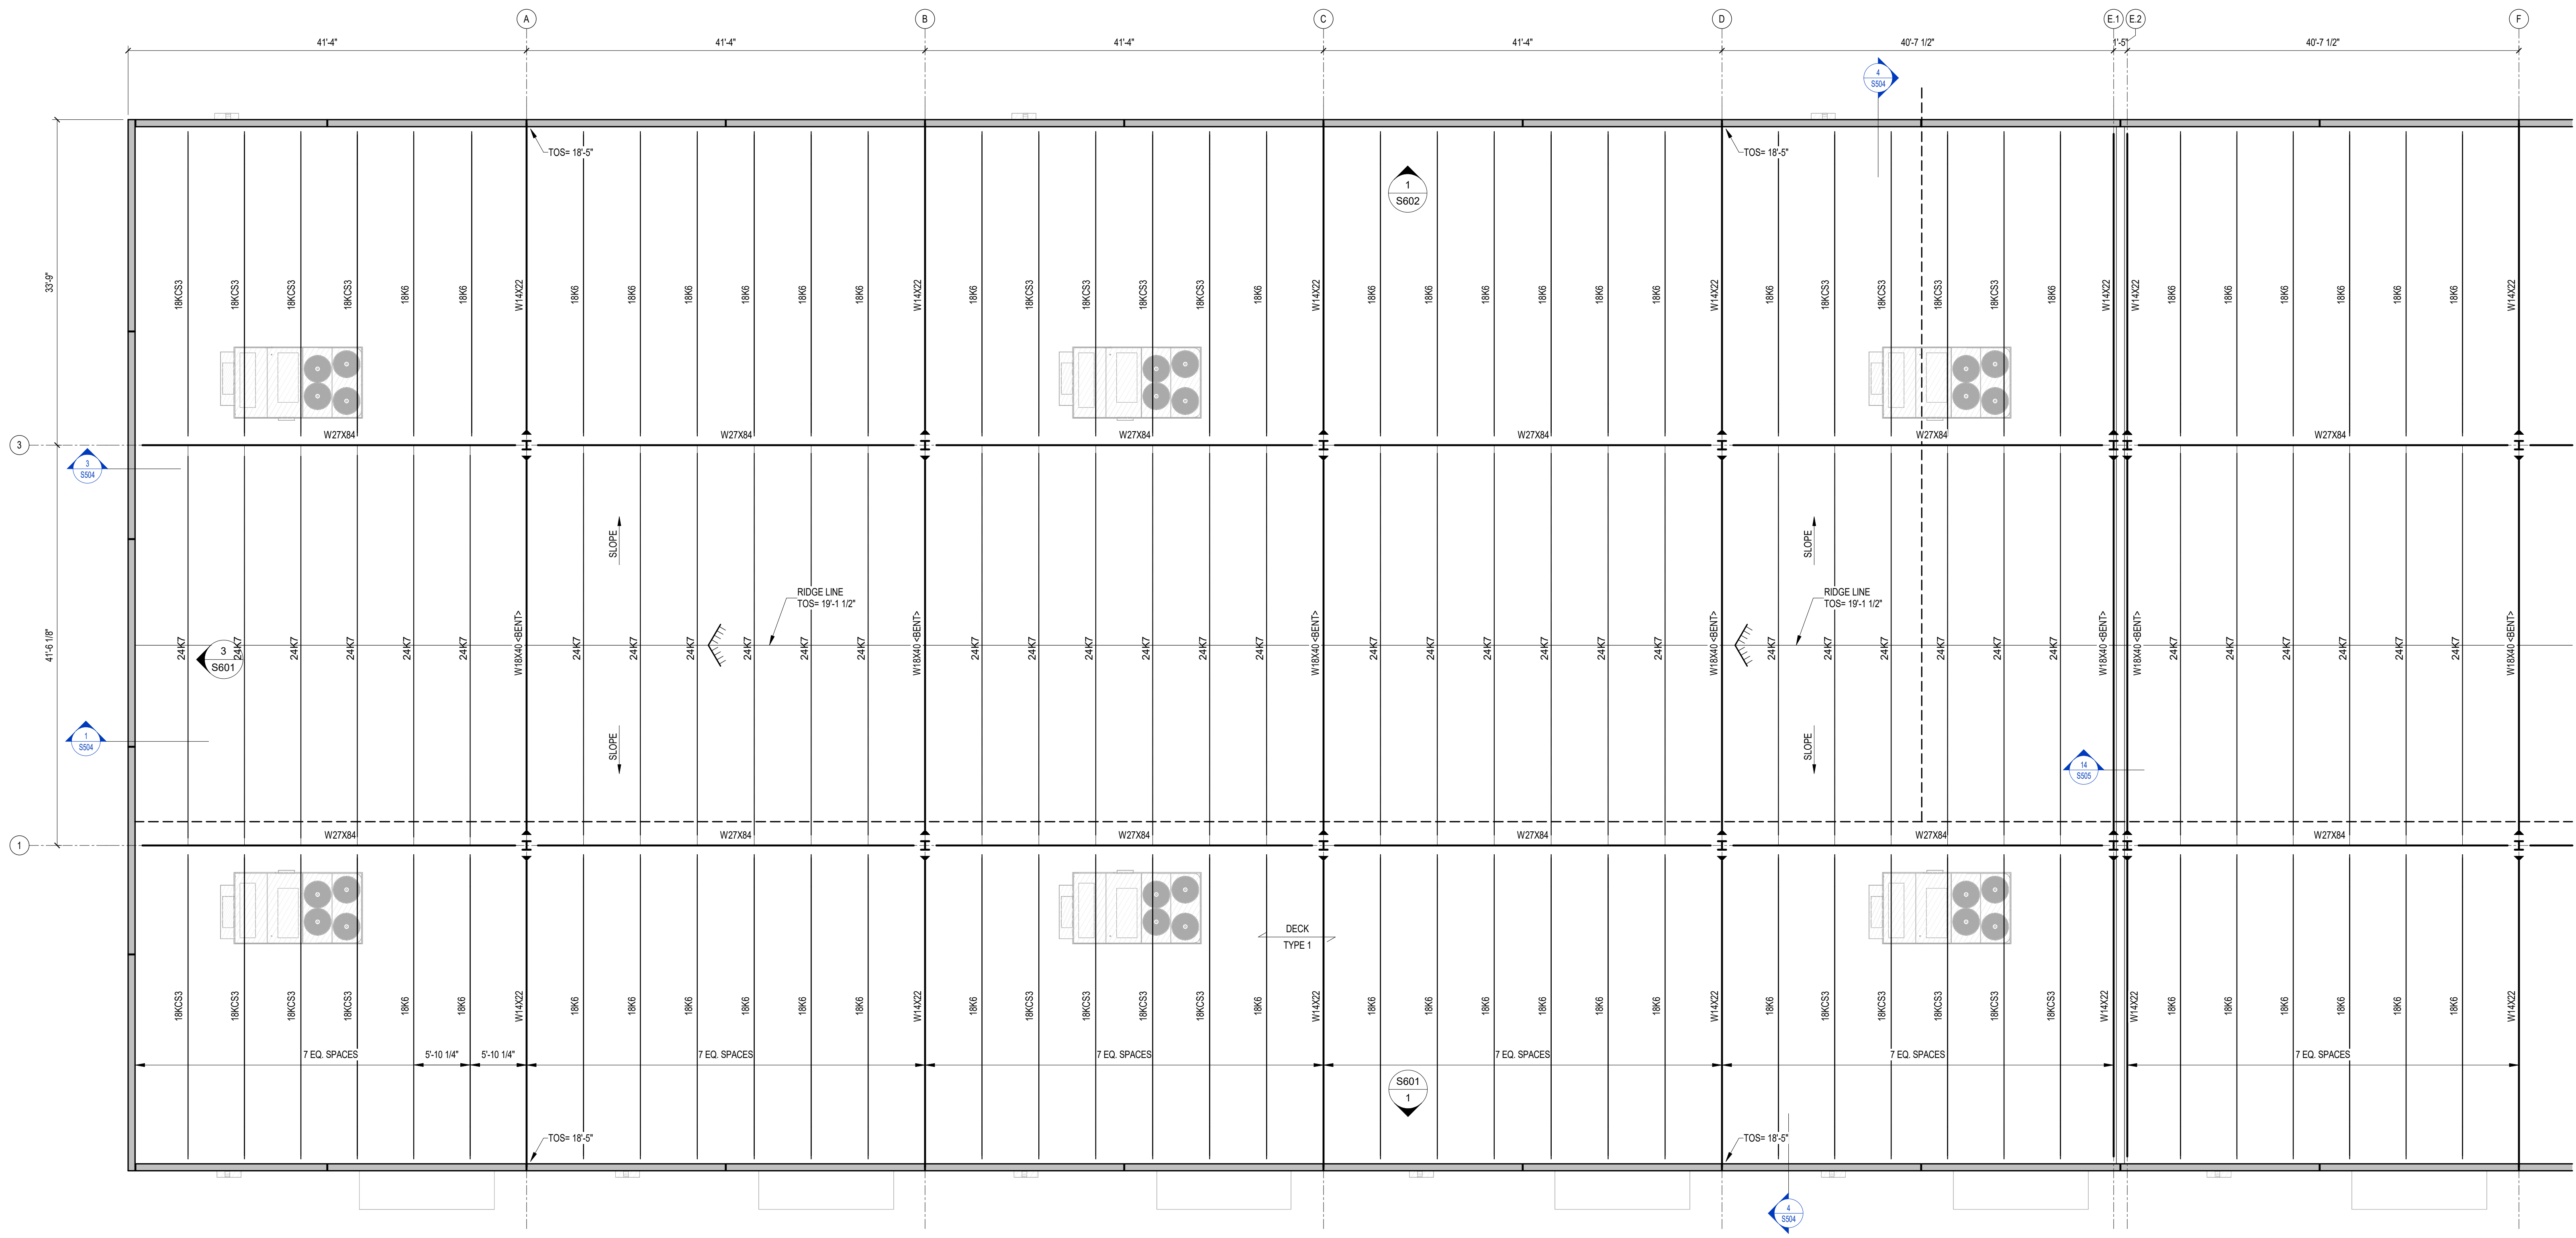 A B C D E.1 E.2 F
41'-4" 41'-4" 41'-4" 41'-4" 40'-7 1/2" 1'-5" 40'-7 1/2"
4
S504
TOS= 18'-5" TOS= 18'-5"
1
S602
33'-9"
18KCS3 18KCS3 18KCS3 18KCS3 18K6 18K6 W14X22 18K6 18K6 18K6 18K6 18K6 18K6 W14X22 18K6 18KCS3 18KCS3 18KCS3 18KCS3 18K6 W14X22 18K6 18K6 18K6 18K6 18K6 18K6 W14X22 18K6 18KCS3 18KCS3 18KCS3 18KCS3 18K6 W14X22 W14X22 18K6 18K6 18K6 18K6 18K6 18K6 W14X22
W27X84 W27X84 W27X84 W27X84 W27X84 W27X84
3
3
S504
SLOPE SLOPE
RIDGE LINE
TOS= 19'-1 1/2"
RIDGE LINE
TOS= 19'-1 1/2"
41'-6 1/8"
24K7 24K7 24K7 24K7 24K7 24K7 W18X40 <BENT> 24K7 24K7 24K7 24K7 24K7 24K7 W18X40 <BENT> 24K7 24K7 24K7 24K7 24K7 24K7 W18X40 <BENT> 24K7 24K7 24K7 24K7 24K7 24K7 W18X40 <BENT> 24K7 24K7 24K7 24K7 24K7 24K7 W18X40 <BENT> W18X40 <BENT> 24K7 24K7 24K7 24K7 24K7 24K7 W18X40 <BENT>
3
S601
1
S504
SLOPE SLOPE
14
S505
W27X84 W27X84 W27X84 W27X84 W27X84 W27X84
1
DECK
TYPE 1
18KCS3 18KCS3 18KCS3 18KCS3 18K6 18K6 W14X22 18K6 18K6 18K6 18K6 18K6 18K6 W14X22 18K6 18KCS3 18KCS3 18KCS3 18KCS3 18K6 W14X22 18K6 18K6 18K6 18K6 18K6 18K6 W14X22 18K6 18KCS3 18KCS3 18KCS3 18KCS3 18KCS3 W14X22 W14X22 18K6 18K6 18K6 18K6 18K6 18K6 W14X22
7 EQ. SPACES 5'-10 1/4" 5'-10 1/4" 7 EQ. SPACES 7 EQ. SPACES 7 EQ. SPACES 7 EQ. SPACES 7 EQ. SPACES
S601
1
TOS= 18'-5" TOS= 18'-5"
4
S504